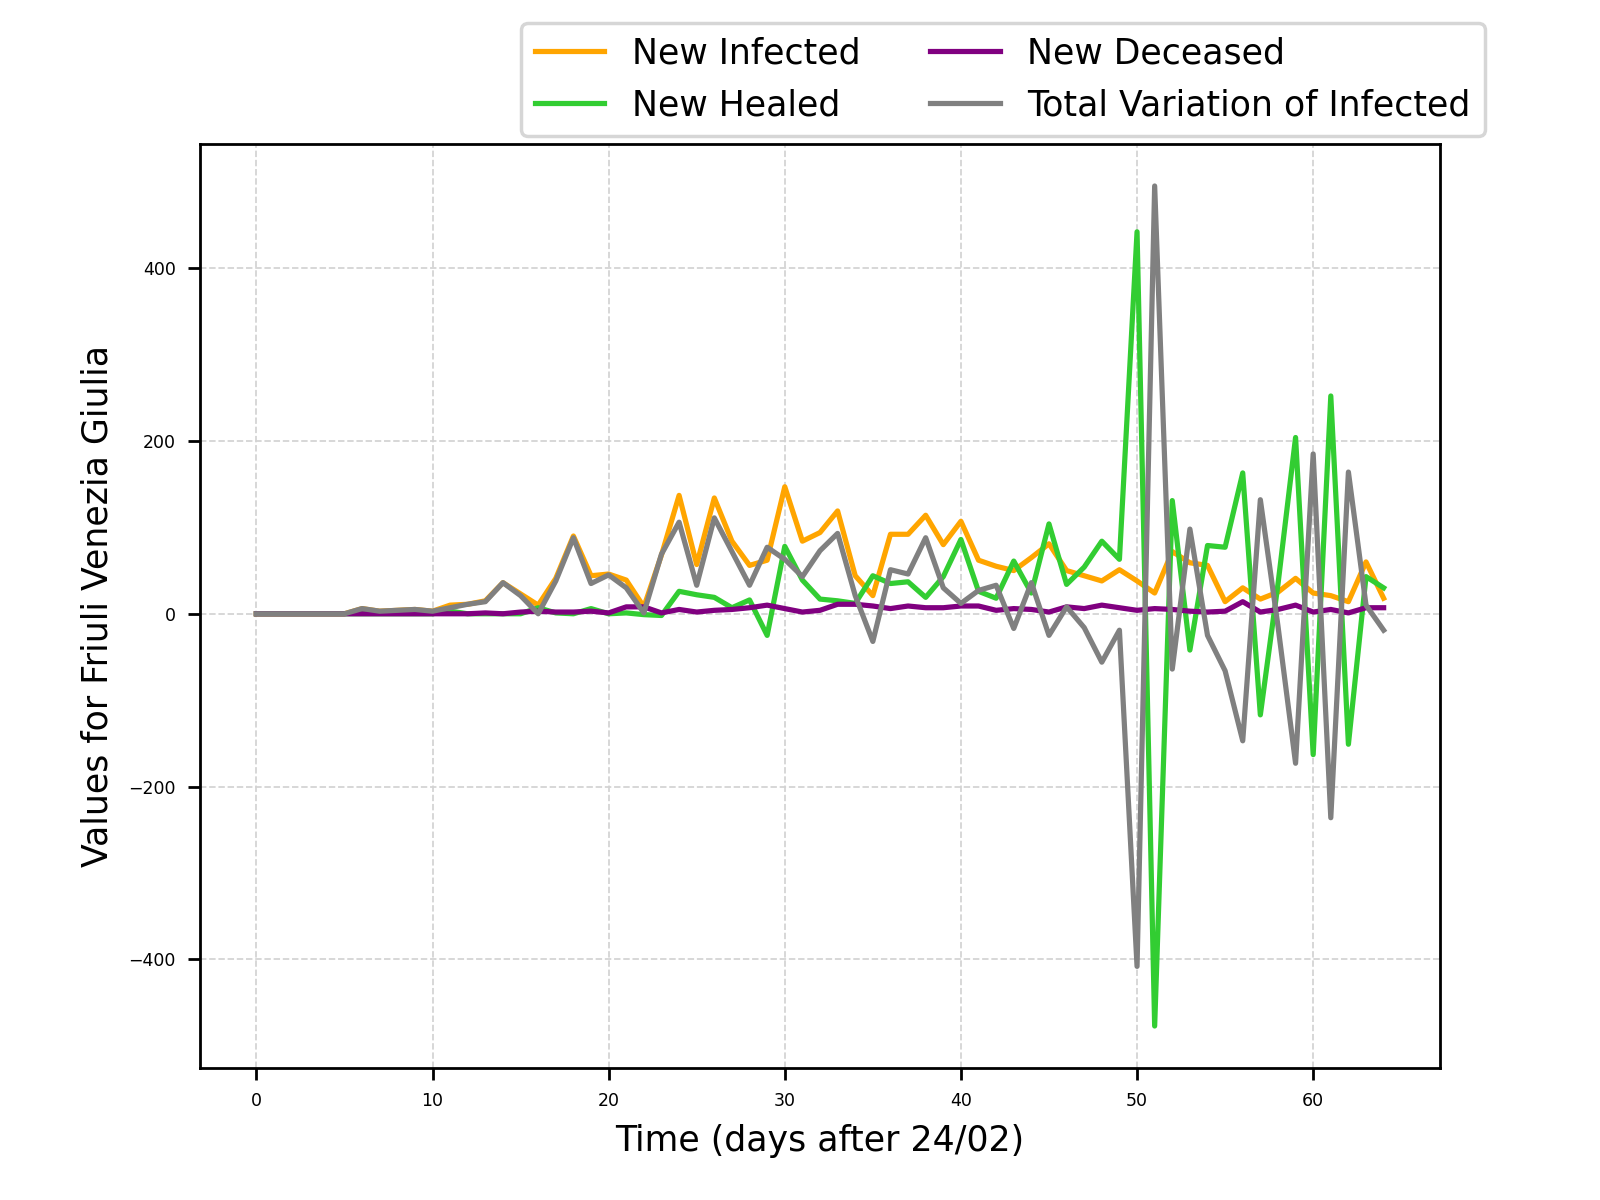 New Infected
New Healed
New Deceased
Total Variation of Infected
Values for Friuli Venezia Giulia
400
200
0
−200
−400
0 10 20 30 40 50 60
Time (days after 24/02)